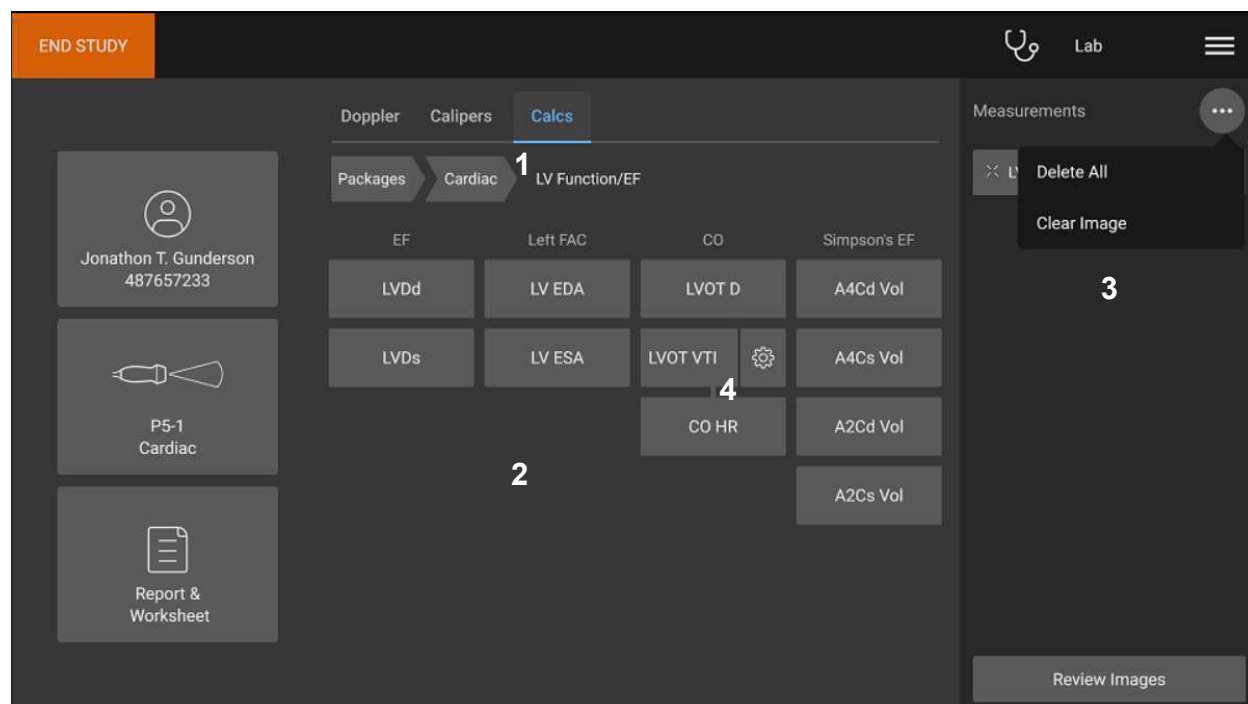 END STUDY
Lab
Doppler Calipers Calcs
Measurements
1
Packages Cardiac LV Function/EF
Delete All
Clear Image
3
Jonathon T. Gunderson
487657233
EF Left FAC CO Simpson's EF
LVDd LV EDA LVOT D A4Cd Vol
LVDs LV ESA LVOT VTI A4Cs Vol
4
CO HR A2Cd Vol
2
A2Cs Vol
P5-1
Cardiac
Report &
Worksheet
Review Images